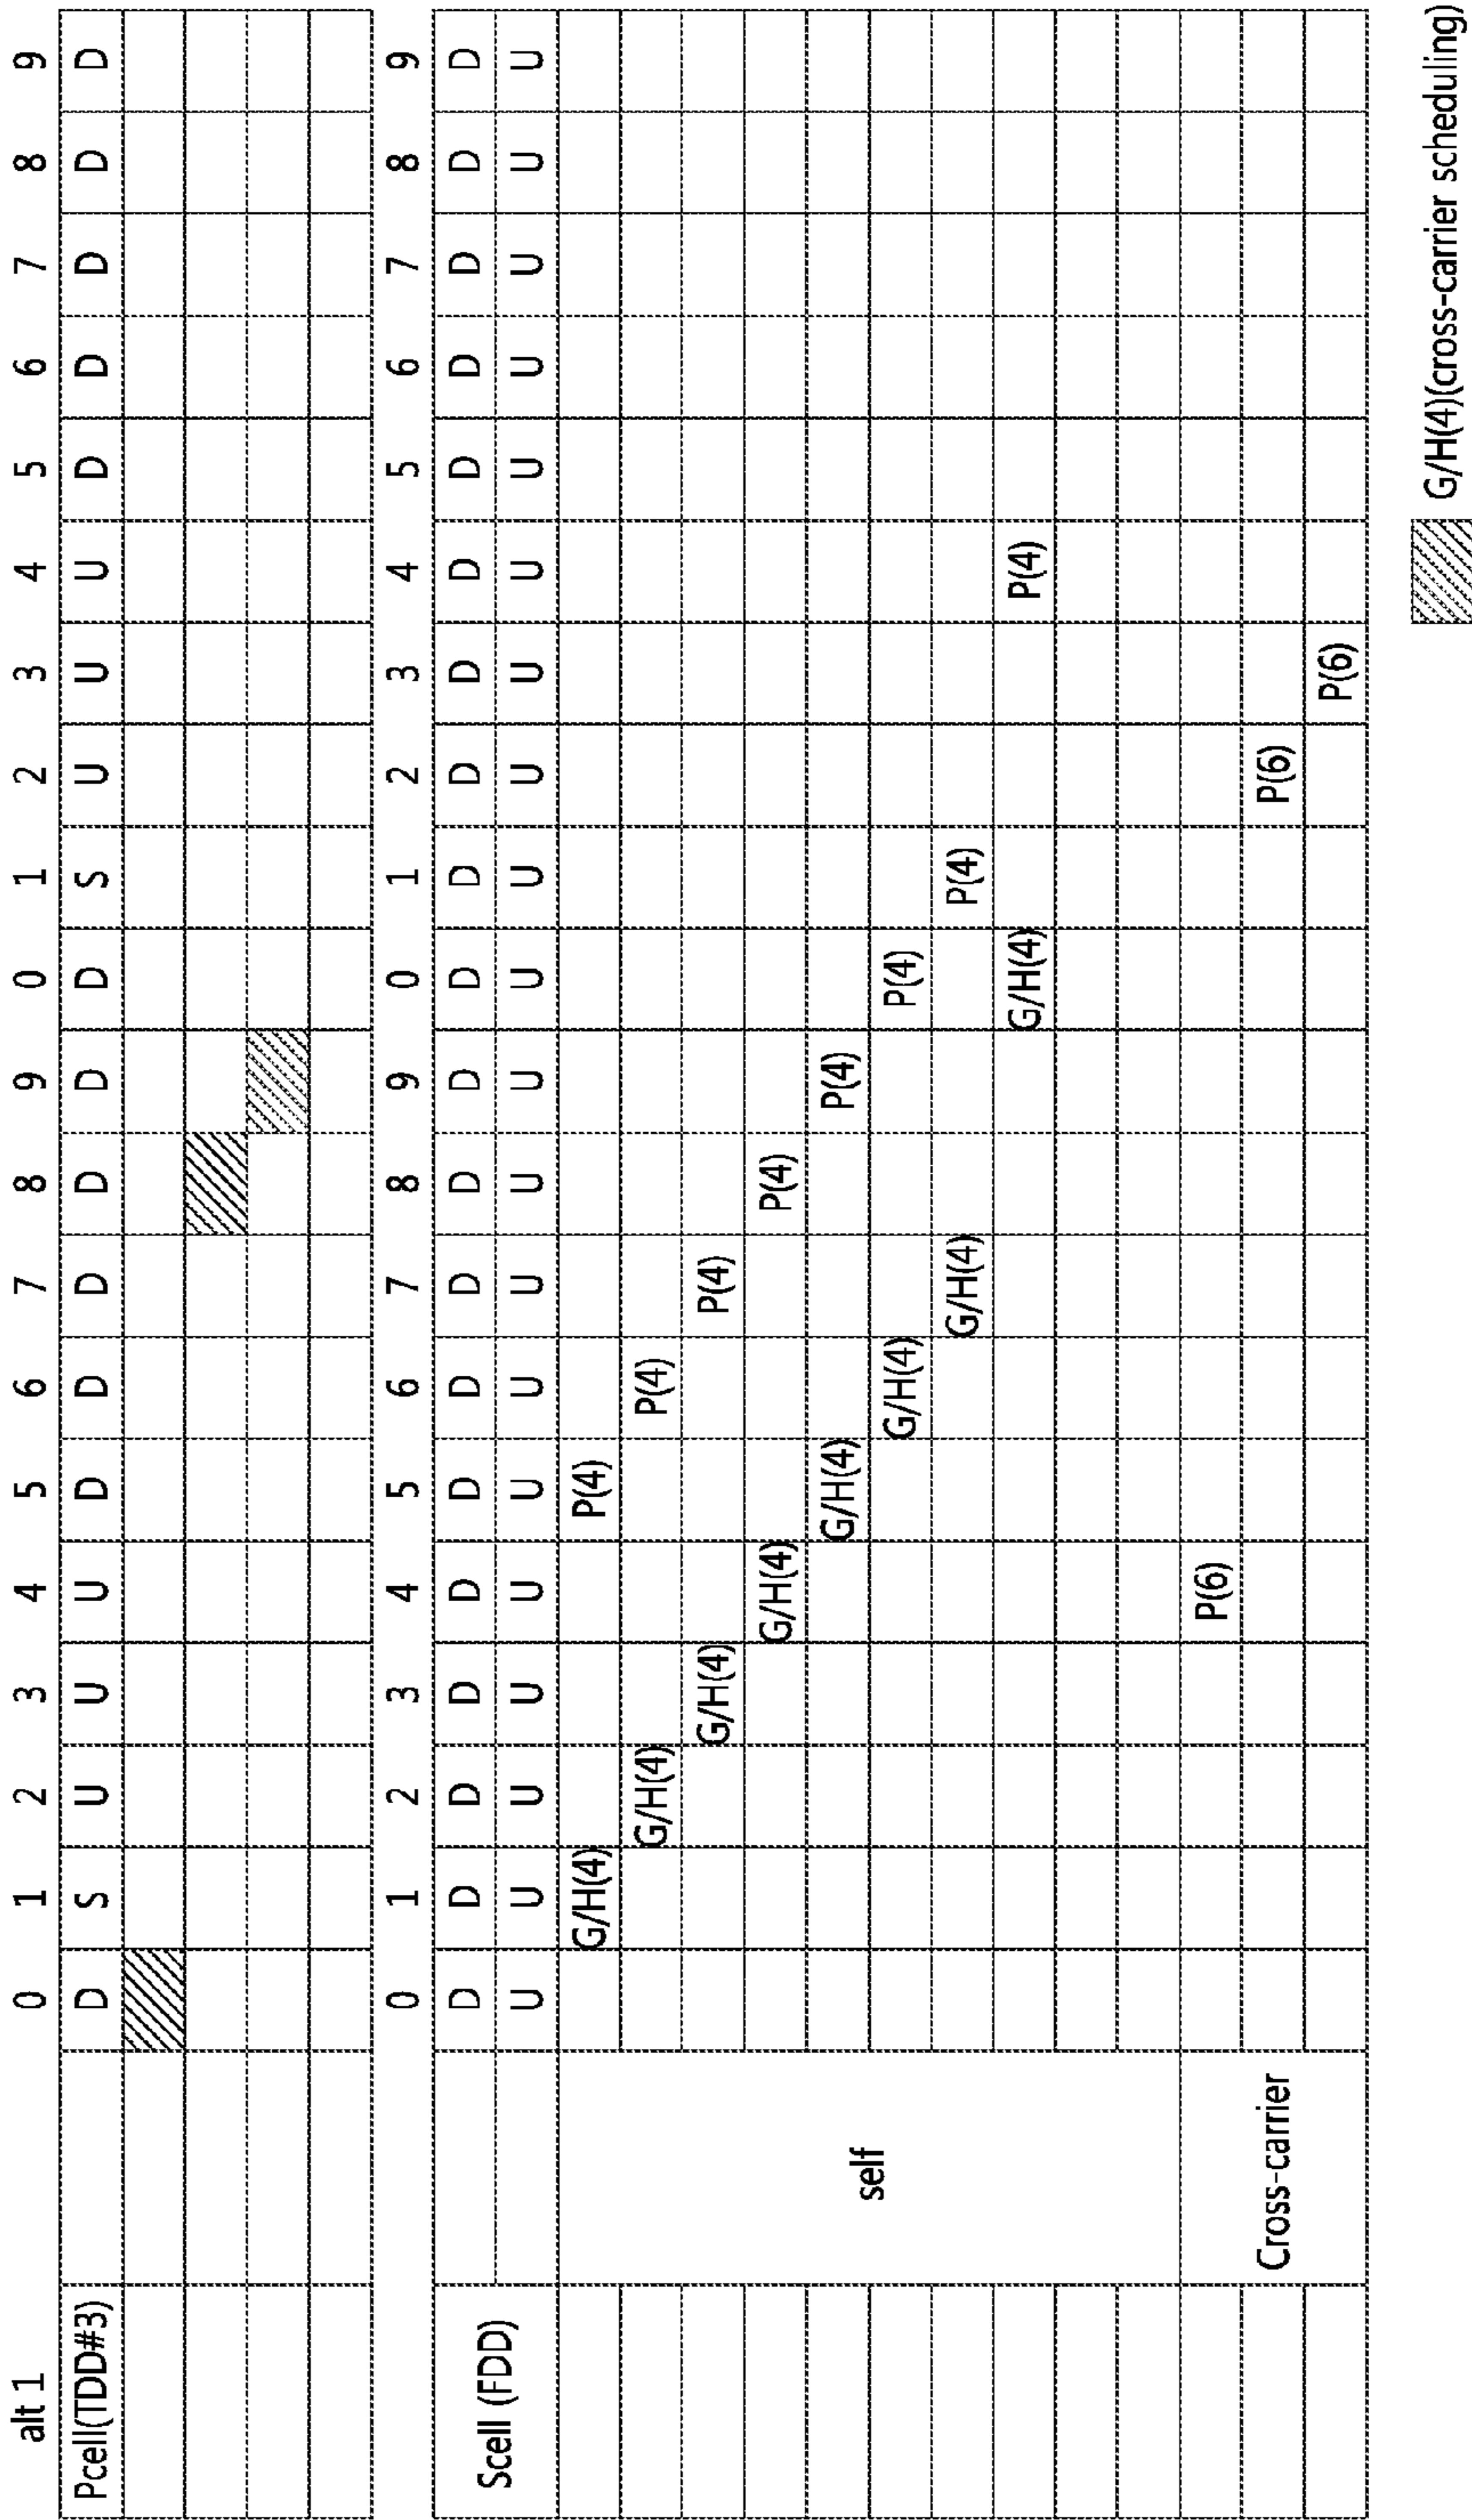 alt 1 0 1 2 3 4 5 6 7 8 9 0 1 2 3 4 5 6 7 8 9
Pcell(TDD#3) D S U U U D D D D D D S U U U D D D D D
0 1 2 3 4 5 6 7 8 9 0 1 2 3 4 5 6 7 8 9
Scell (FDD) D D D D D D D D D D D D D D D D D D D D
U U U U U U U U U U U U U U U U U U U U
self
G/H(4) P(4)
G/H(4) P(4)
G/H(4) P(4)
G/H(4) P(4)
G/H(4) P(4)
G/H(4) P(4)
G/H(4) P(4)
G/H(4) P(4)
Cross-carrier
P(6)
P(6)
P(6)
G/H(4)(cross-carrier scheduling)